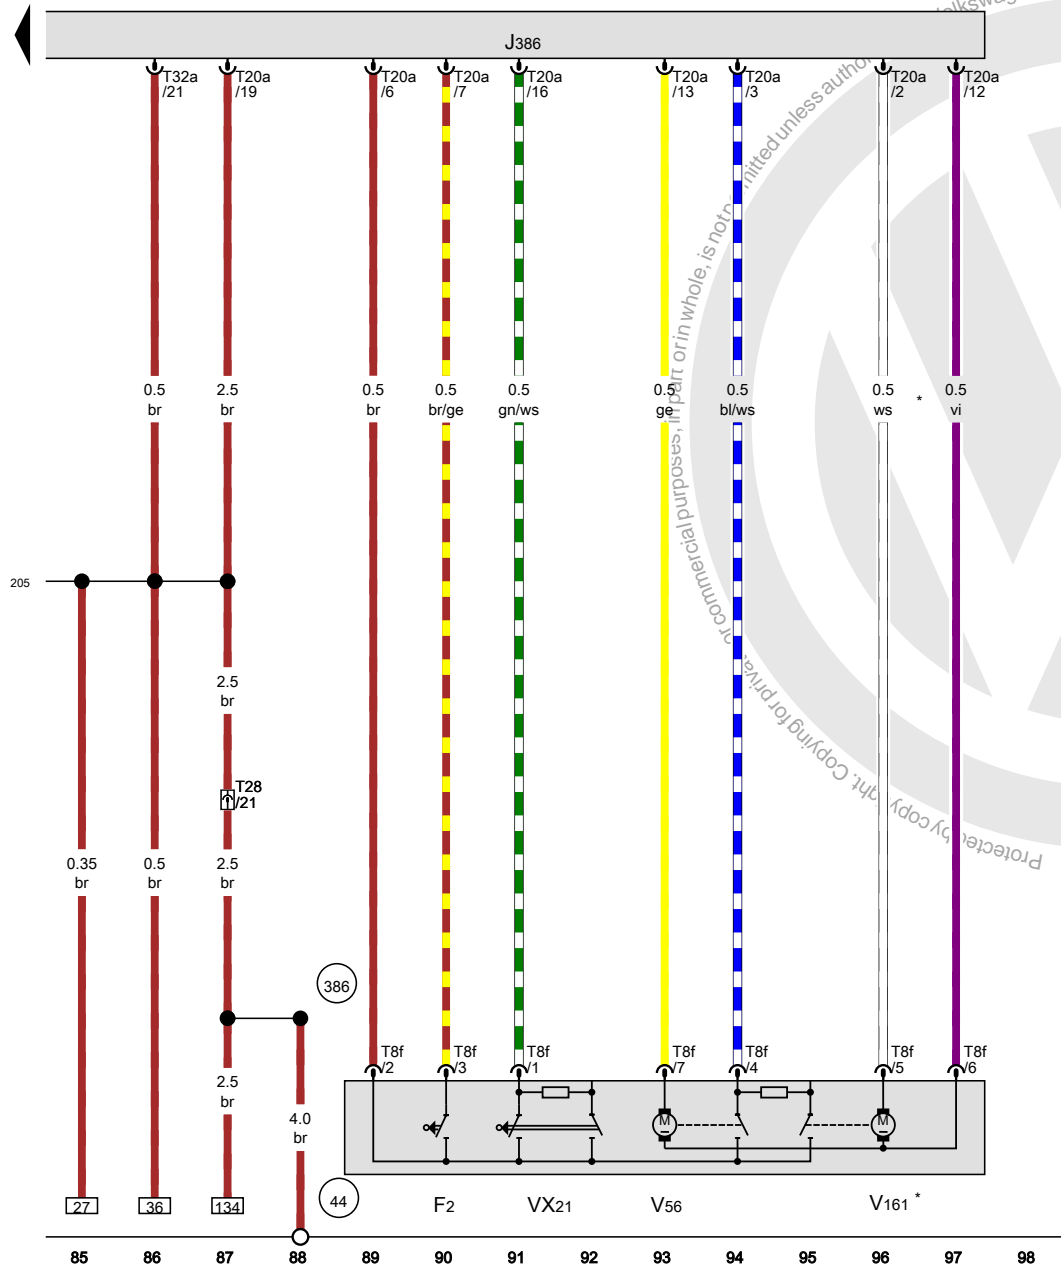 J386
T32a
/21
T20a
/19
T20a
/6
T20a
/7
T20a
/16
T20a
/13
T20a
/3
T20a
/2
T20a
/12
0.5
br
2.5
br
0.5
br
0.5
br/ge
0.5
gn/ws
0.5
ge
0.5
bl/ws
0.5
ws
*
0.5
vi
205
2.5
br
T28
/21
0.35
br
0.5
br
2.5
br
386
T8f
/2
T8f
/3
T8f
/1
T8f
/7
T8f
/4
T8f
/5
T8f
/6
2.5
br
4.0
br
M
M
27
36
134
44
F2
VX21
V56
V161 *
85 86 87 88 89 90 91 92 93 94 95 96 97 98
Protected by copyright. Copying for
or commercial purposes, in part or in whole, is not
unless